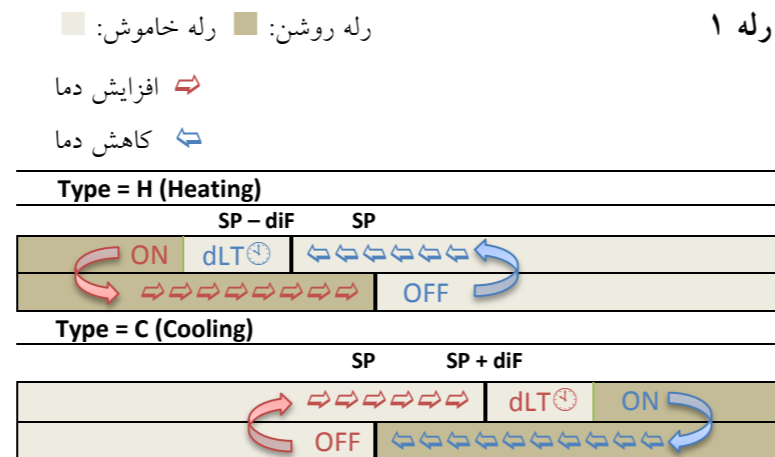 رله ۱
رله روشن: رله خاموش:
افزایش دما
کاهش دما
Type = H (Heating)
SP – diF SP
ON dLT
OFF
Type = C (Cooling)
SP SP + diF
dLT ON
OFF